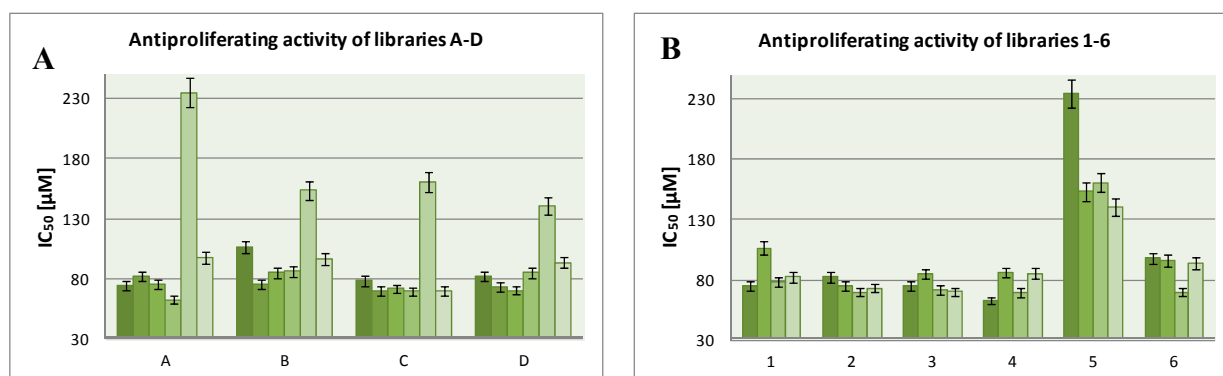 A
Antiproliferating activity of libraries A-D
IC₅₀ [µM]
230
180
130
80
30
A B C D
B
Antiproliferating activity of libraries 1-6
IC₅₀ [µM]
230
180
130
80
30
1 2 3 4 5 6